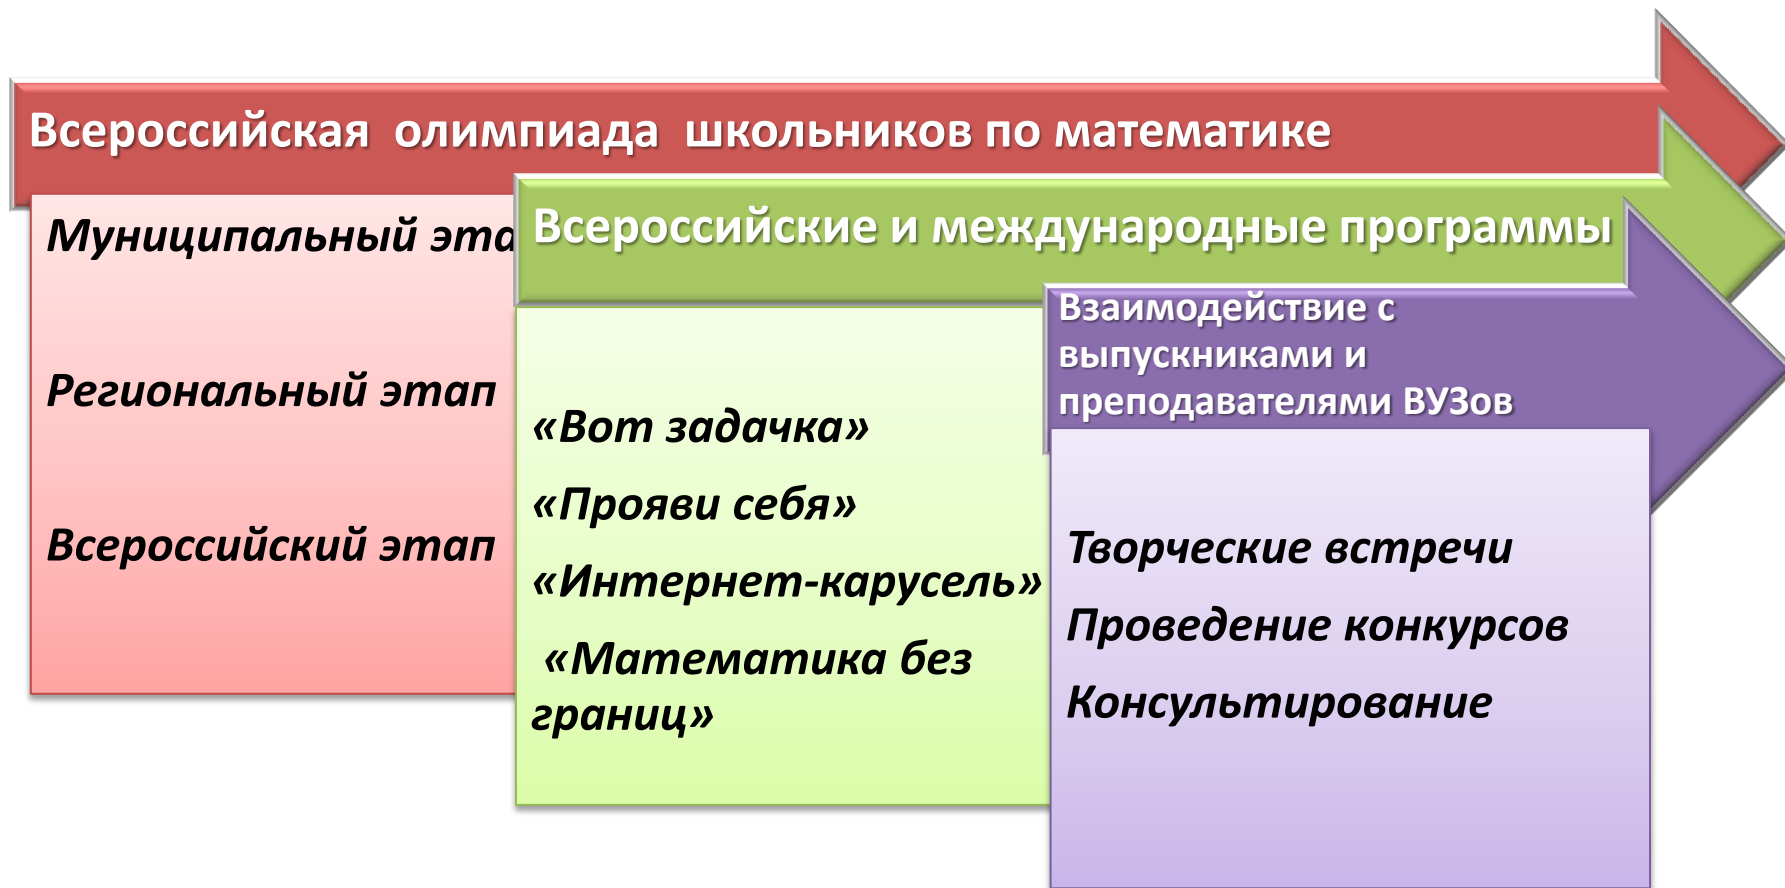 Всероссийская олимпиада школьников по математике
Муниципальный эта
Региональный этап
Всероссийский этап
Всероссийские и международные программы
«Вот задачка»
«Прояви себя»
«Интернет-карусель»
«Математика без
границ»
Взаимодействие с
выпускниками и
преподавателями ВУЗов
Творческие встречи
Проведение конкурсов
Консультирование